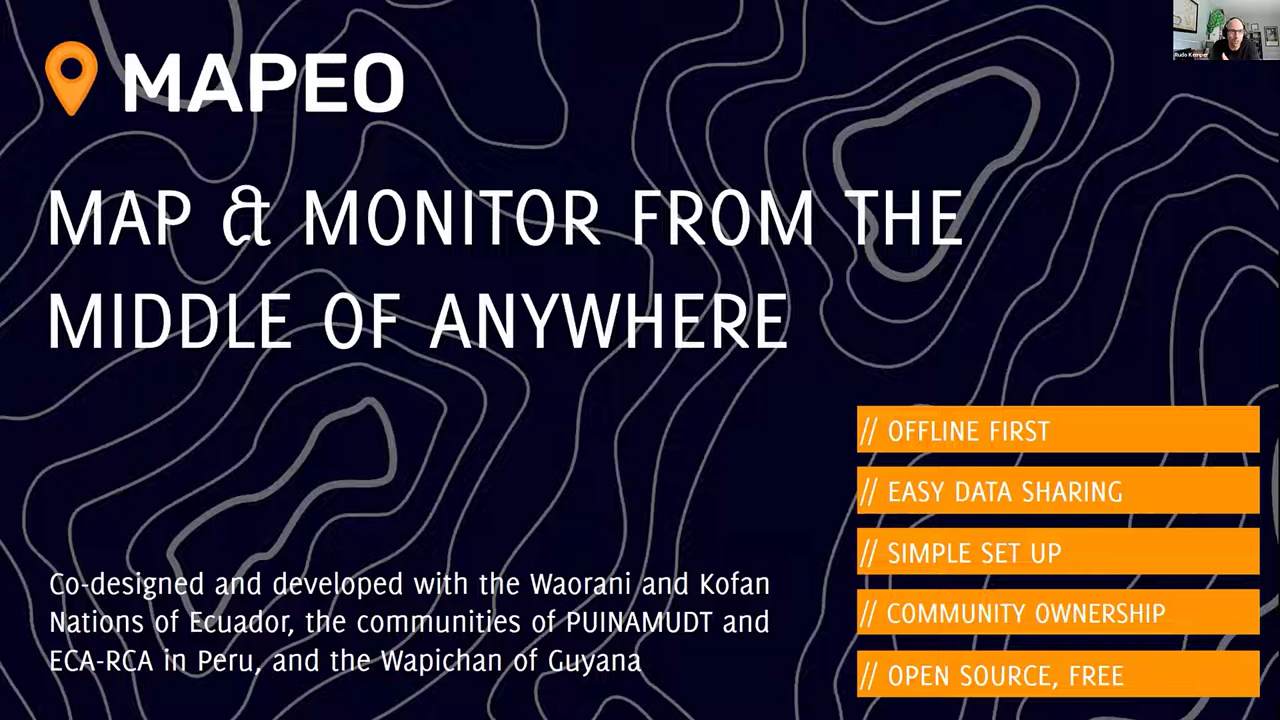 MAPEO
Rudo Kemper
MAP & MONITOR FROM THE
MIDDLE OF ANYWHERE
// OFFLINE FIRST
// EASY DATA SHARING
// SIMPLE SET UP
// COMMUNITY OWNERSHIP
// OPEN SOURCE, FREE
Co-designed and developed with the Waorani and Kofan
Nations of Ecuador, the communities of PUINAMUDT and
ECA-RCA in Peru, and the Wapichan of Guyana